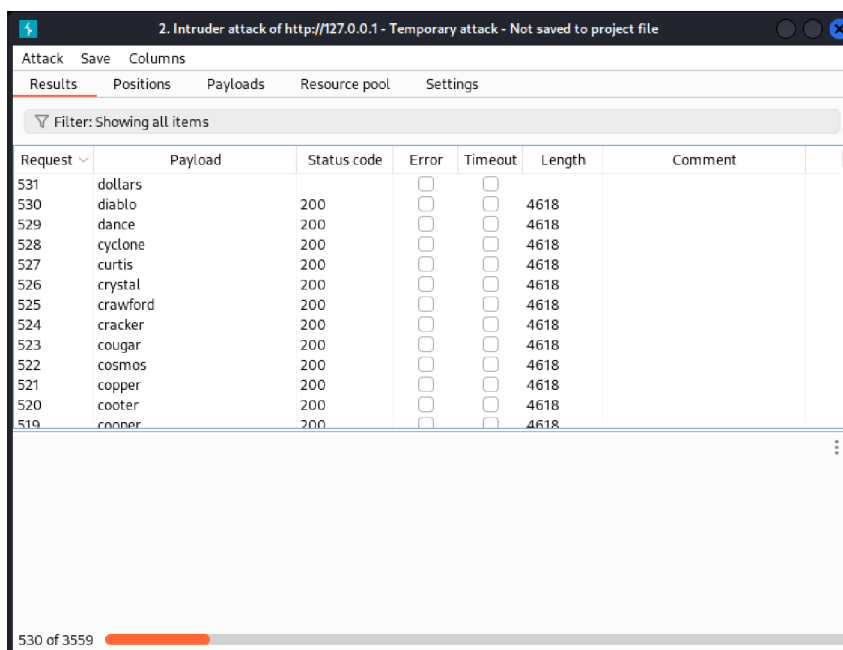 2. Intruder attack of http://127.0.0.1 - Temporary attack - Not saved to project file
Attack Save Columns
Results Positions Payloads Resource pool Settings
Filter: Showing all items
Request Payload Status code Error Timeout Length Comment
531 dollars
530 diablo 200 4618
529 dance 200 4618
528 cyclone 200 4618
527 curtis 200 4618
526 crystal 200 4618
525 crawford 200 4618
524 cracker 200 4618
523 cougar 200 4618
522 cosmos 200 4618
521 copper 200 4618
520 cooter 200 4618
519 cooper 200 4618
530 of 3559